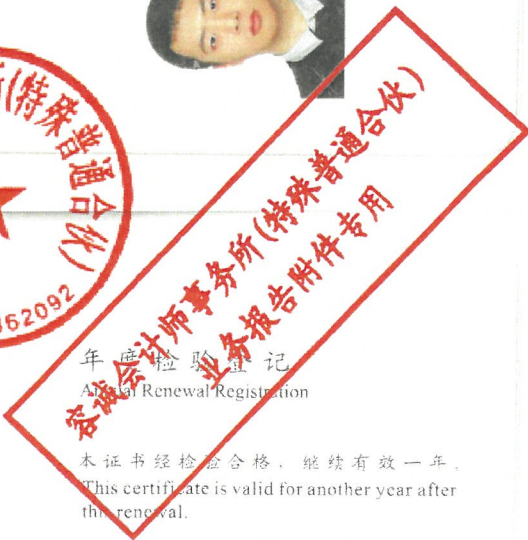 (特殊普通合伙)
62092
容诚会计师事务所(特殊普通合伙)
业务报告附件专用
年度检验登记
Annual Renewal Registration
本证书经检验合格，继续有效一年。
This certificate is valid for another year after
this renewal.